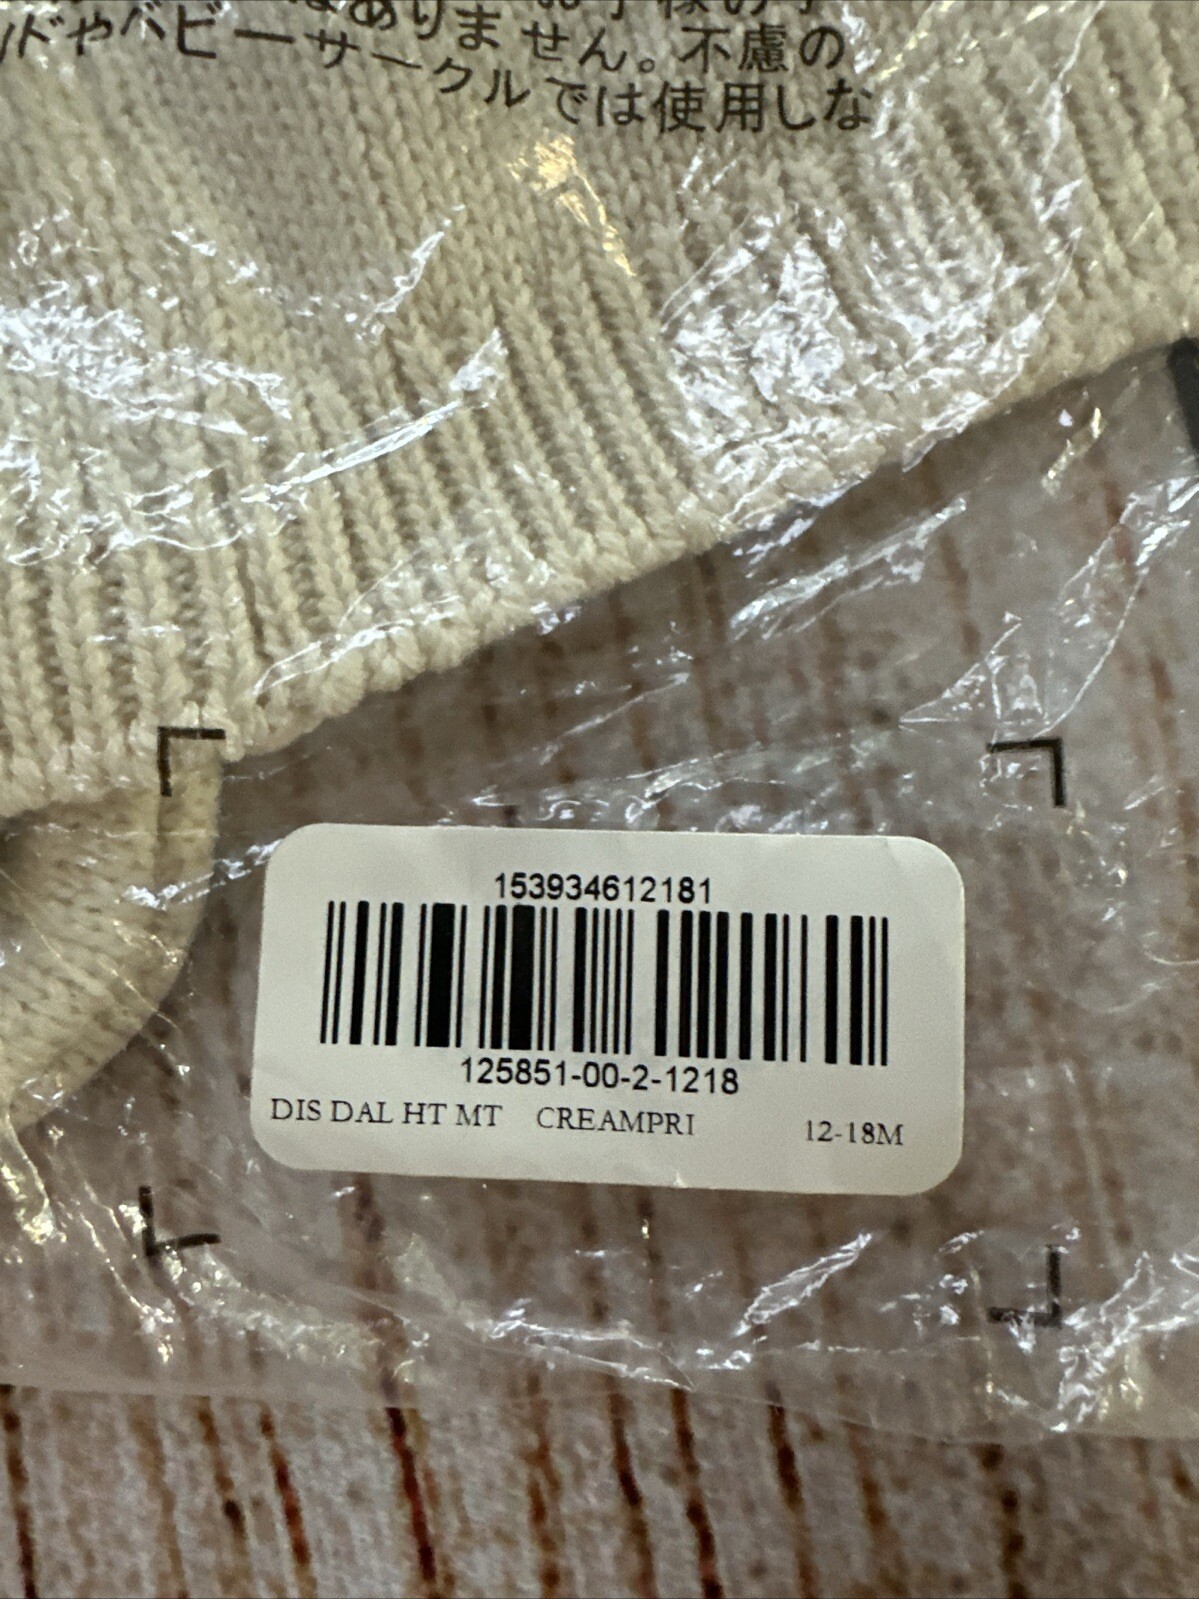 はありません。不慮の
ドやベビーサークルでは使用しな
153934612181
125851-00-2-1218
DIS DAL HT MT CREAMPRI 12-18M